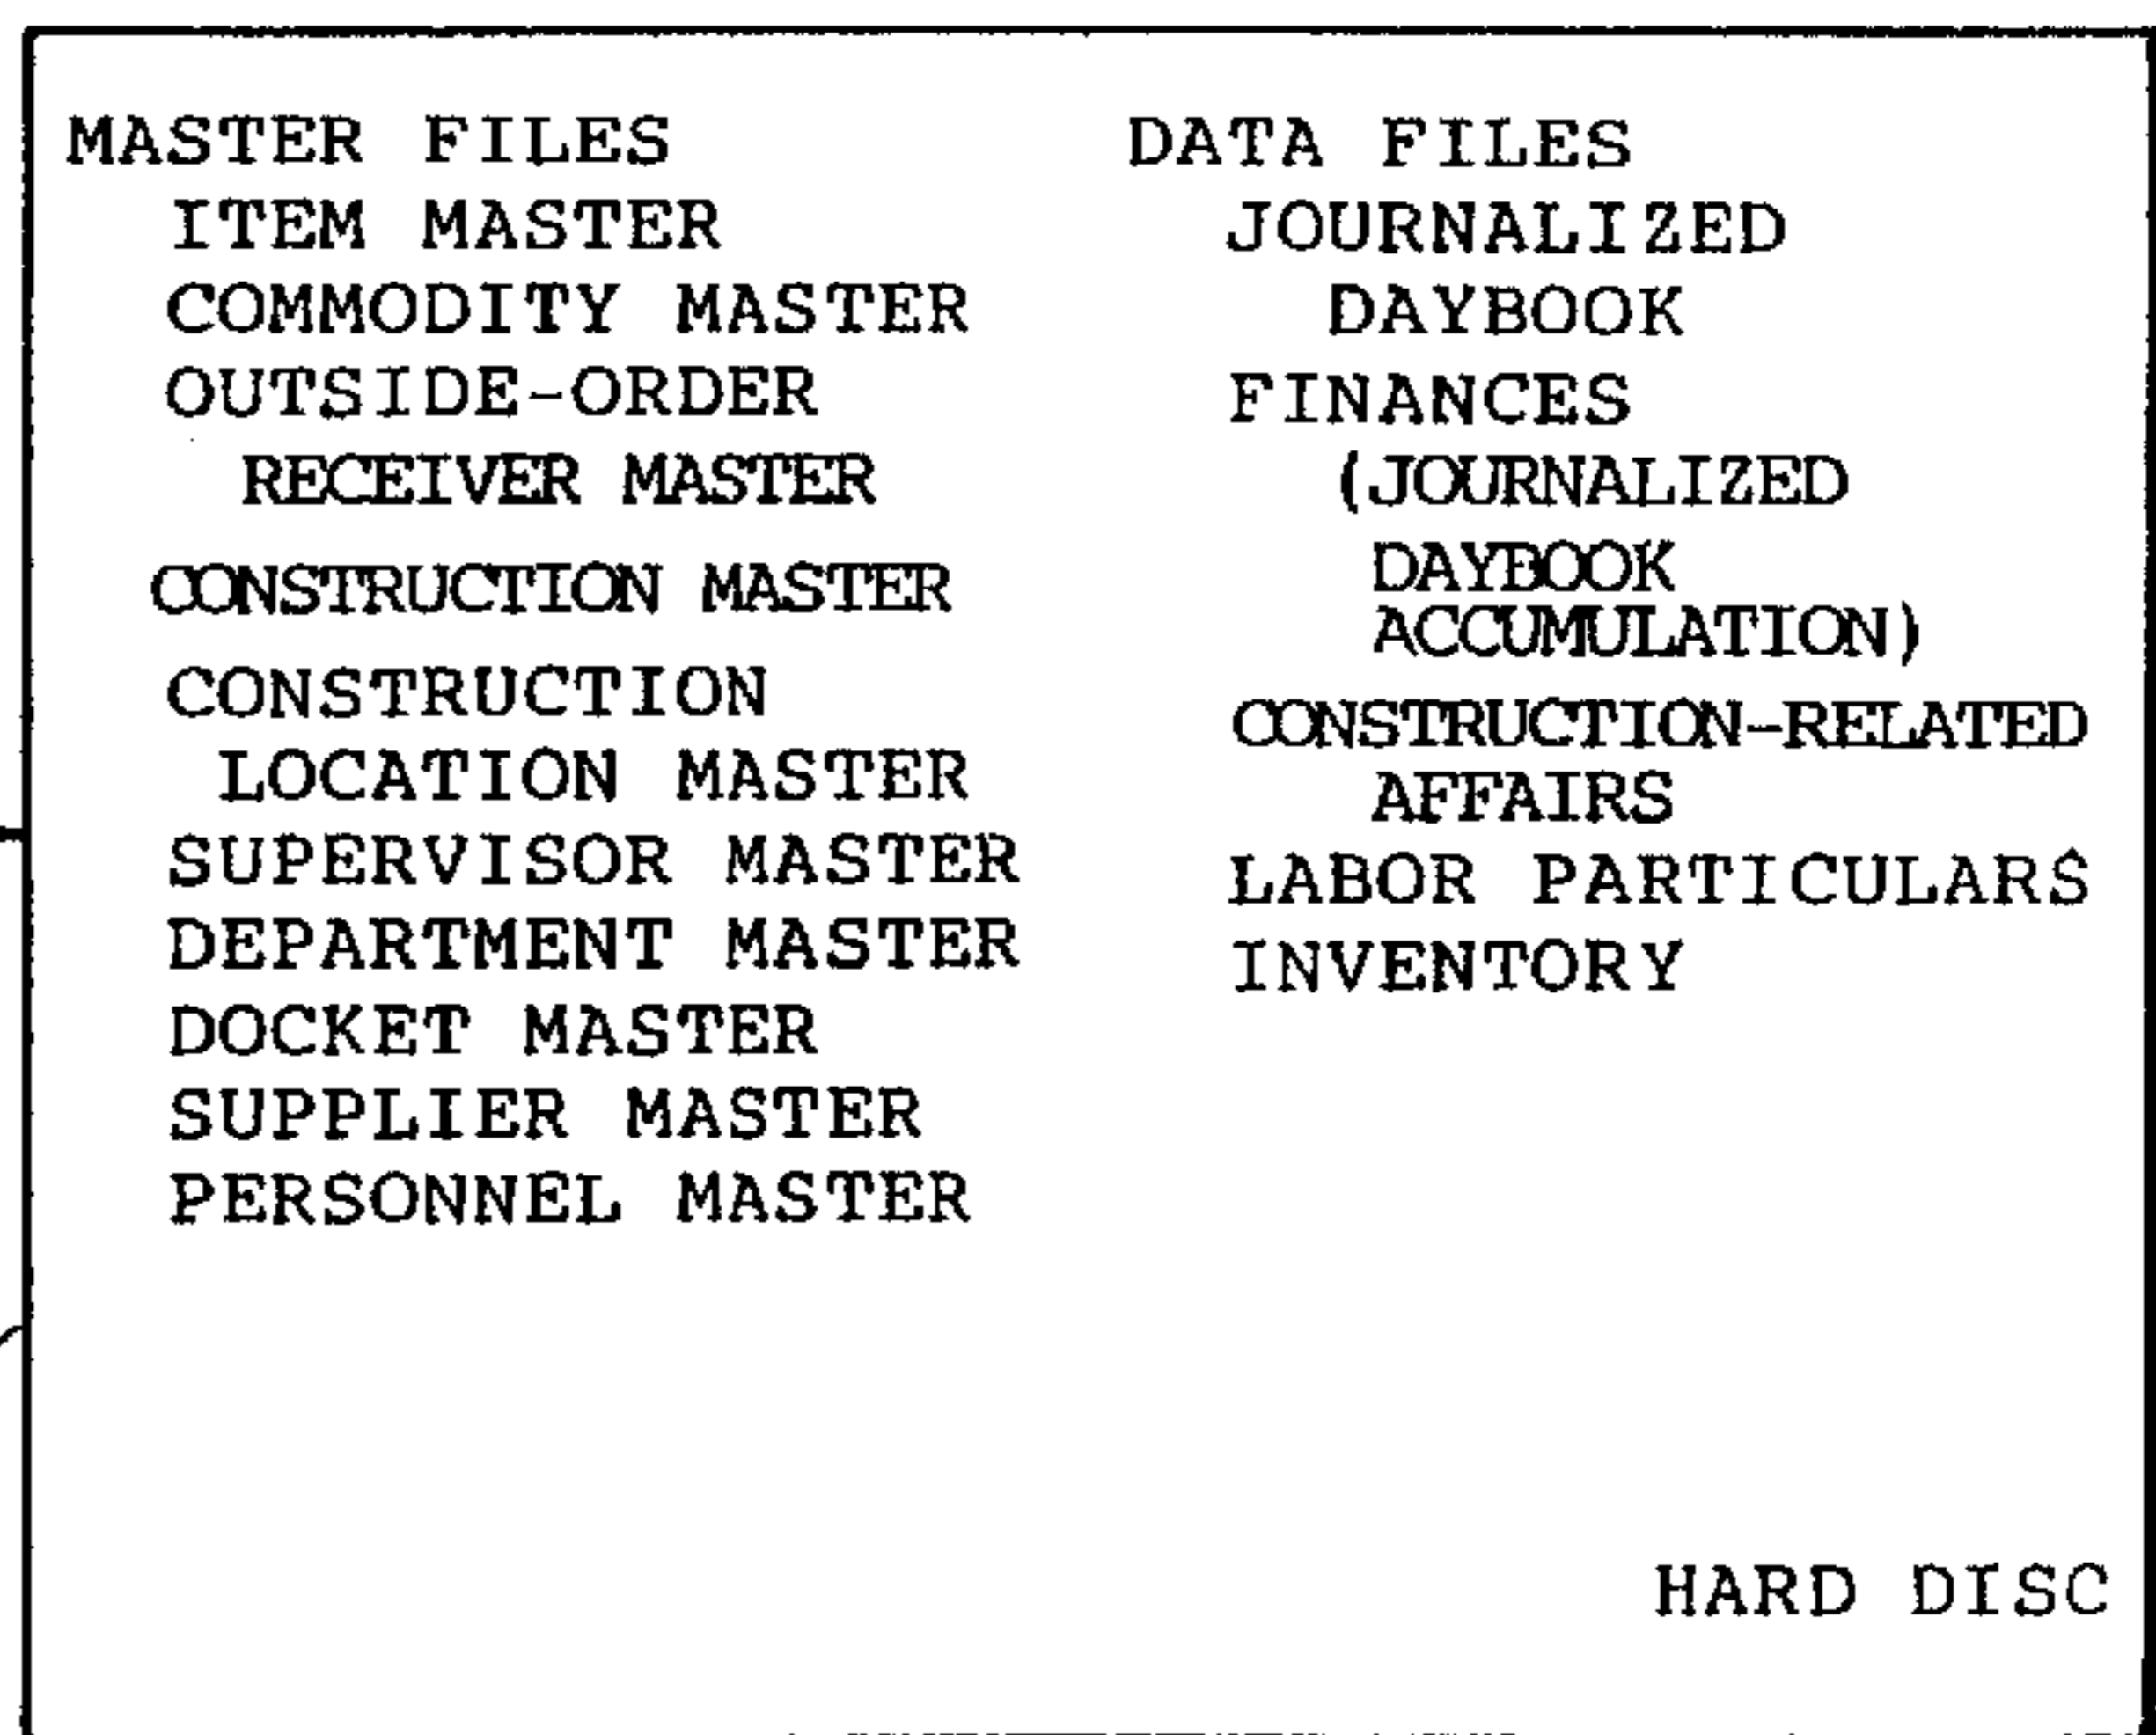 MASTER FILES
ITEM MASTER
COMMODITY MASTER
OUTSIDE-ORDER
RECEIVER MASTER
CONSTRUCTION MASTER
CONSTRUCTION
LOCATION MASTER
SUPERVISOR MASTER
DEPARTMENT MASTER
DOCKET MASTER
SUPPLIER MASTER
PERSONNEL MASTER
DATA FILES
JOURNALIZED
DAYBOOK
FINANCES
(JOURNALIZED
DAYBOOK
ACCUMULATION)
CONSTRUCTION-RELATED
AFFAIRS
LABOR PARTICULARS
INVENTORY
HARD DISC